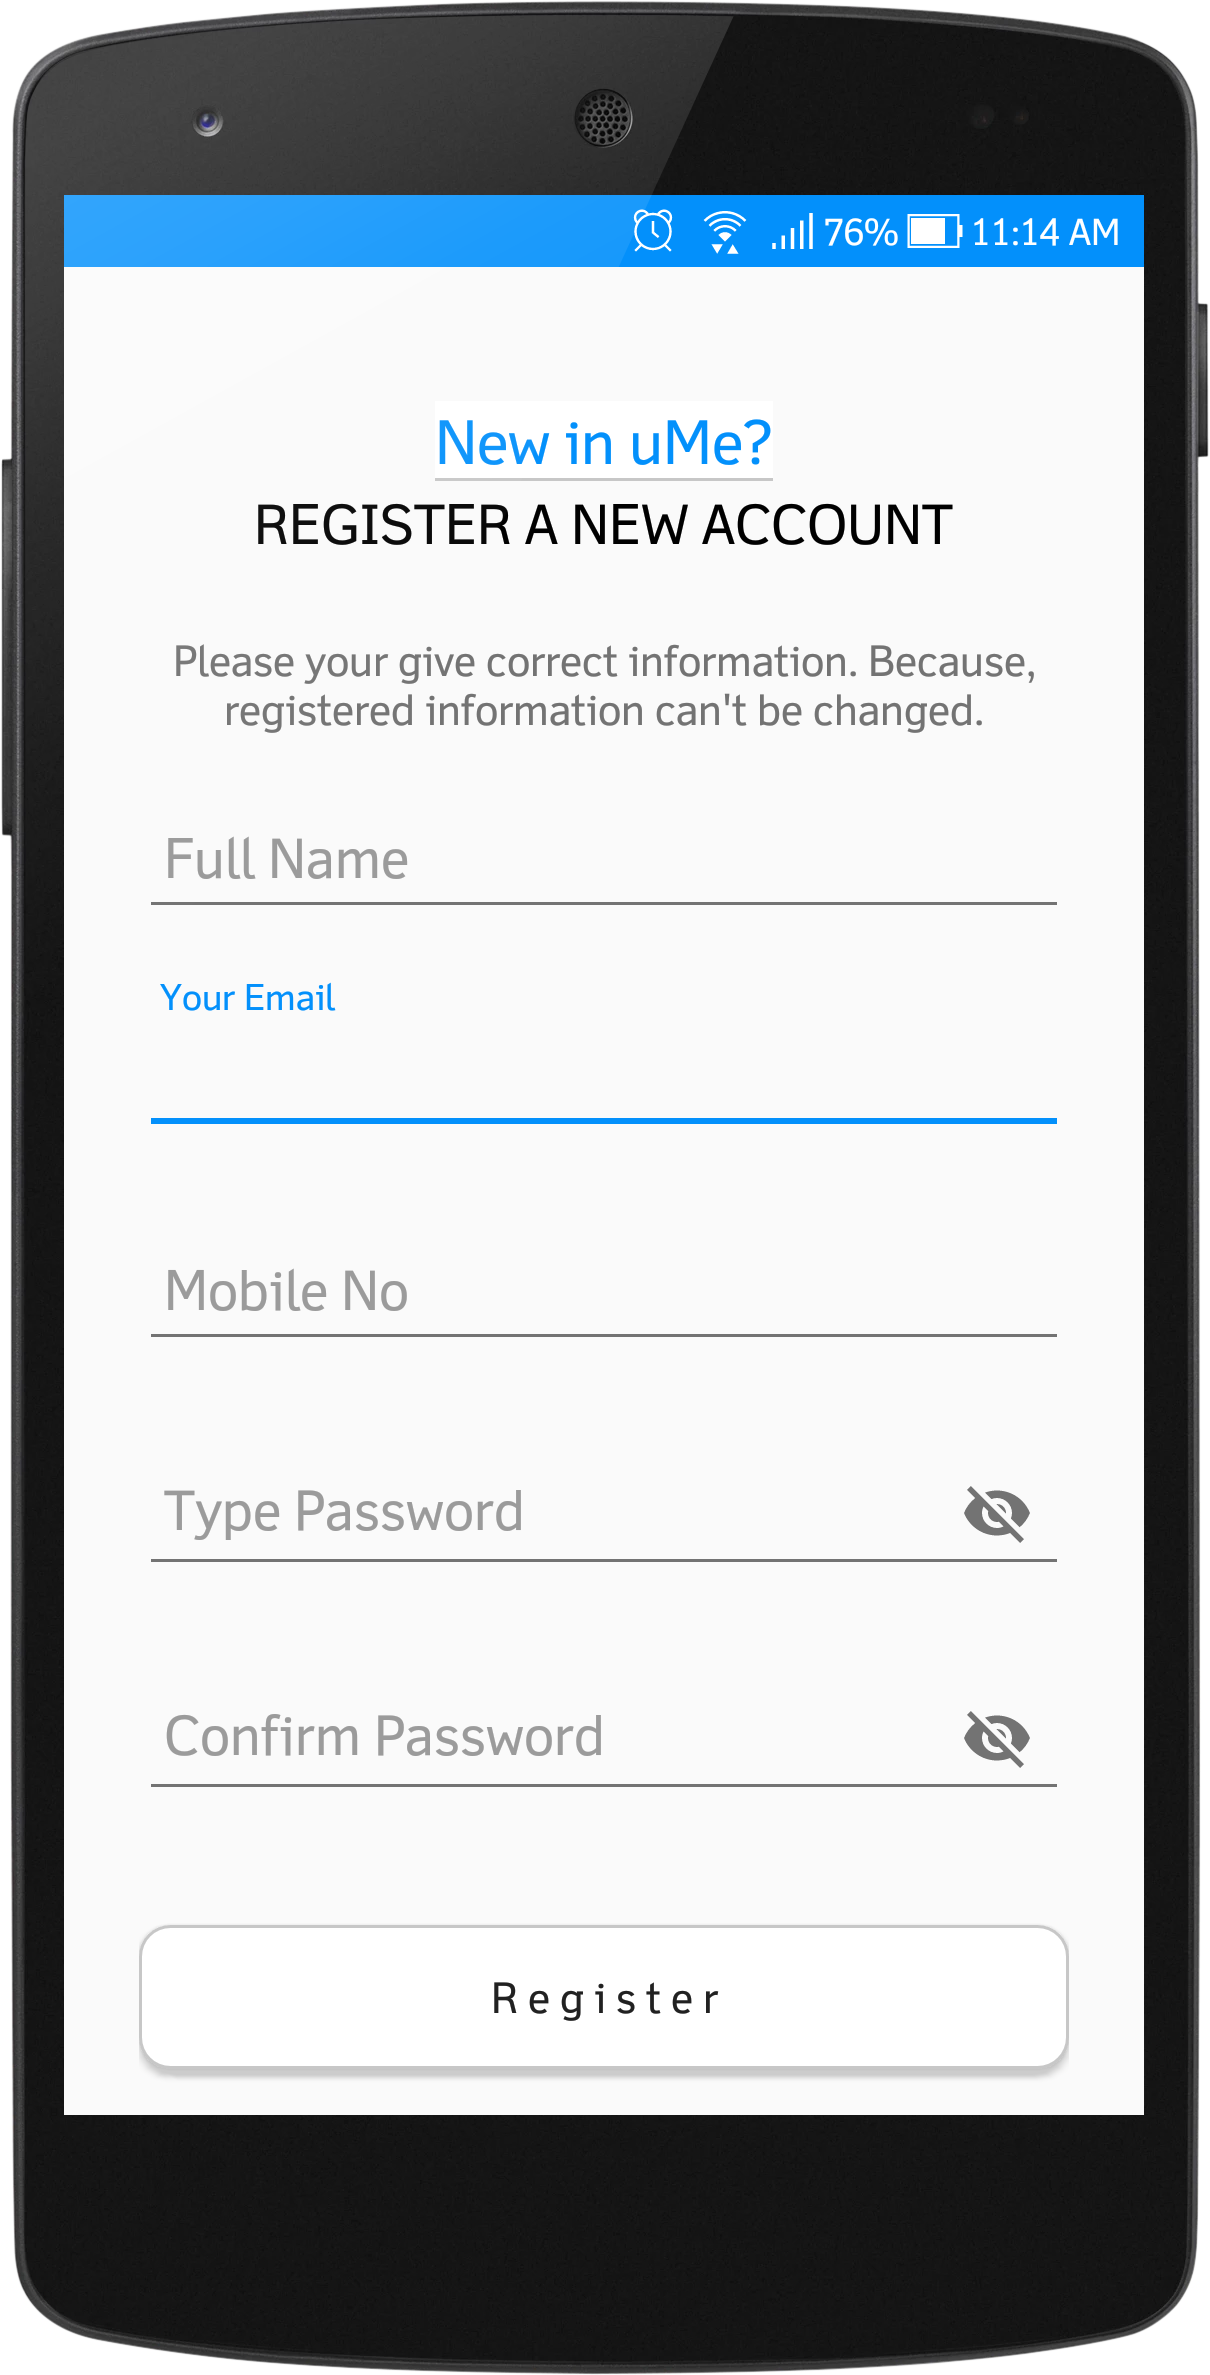 76% 11:14 AM
New in uMe?
REGISTER A NEW ACCOUNT
Please your give correct information. Because,
registered information can't be changed.
Full Name
Your Email
Mobile No
Type Password
Confirm Password
Register